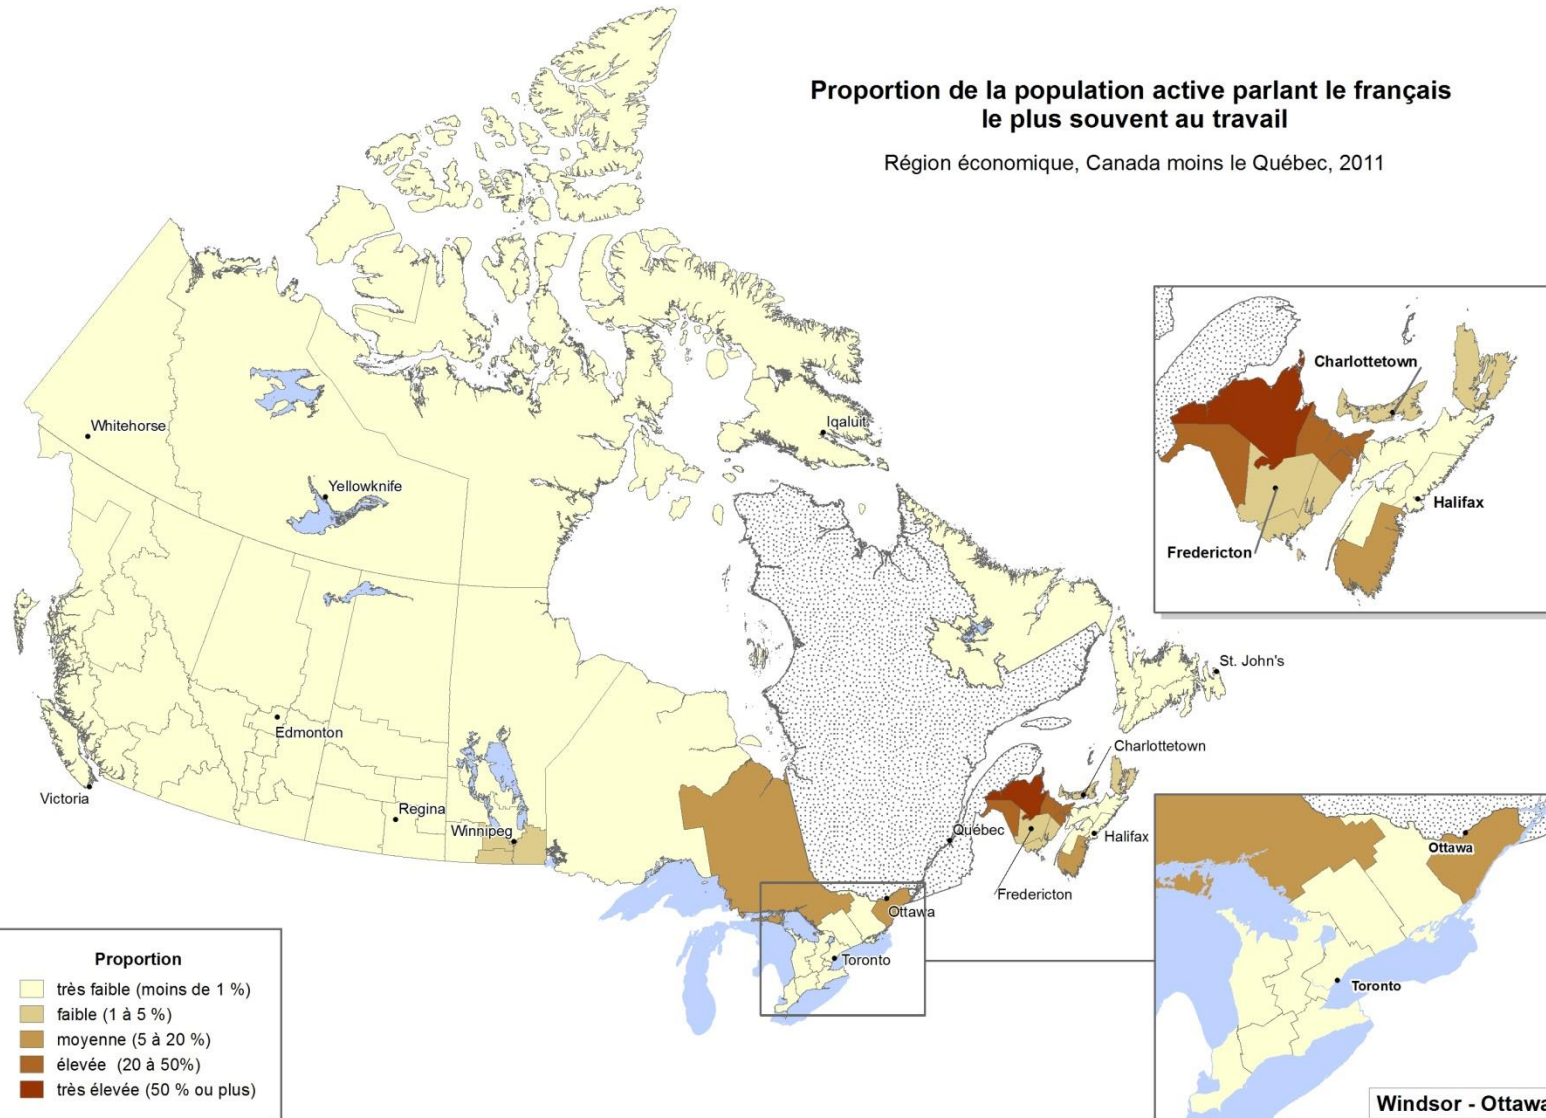 Proportion de la population active parlant le français
le plus souvent au travail
Région économique, Canada moins le Québec, 2011
Charlottetown
Halifax
Fredericton
Whitehorse
Iqaluit
Yellowknife
St. John's
Edmonton
Victoria
Regina
Winnipeg
Charlottetown
Québec
Halifax
Fredericton
Ottawa
Toronto
Ottawa
Toronto
Windsor - Ottawa
Proportion
très faible (moins de 1 %)
faible (1 à 5 %)
moyenne (5 à 20 %)
élevée (20 à 50%)
très élevée (50 % ou plus)